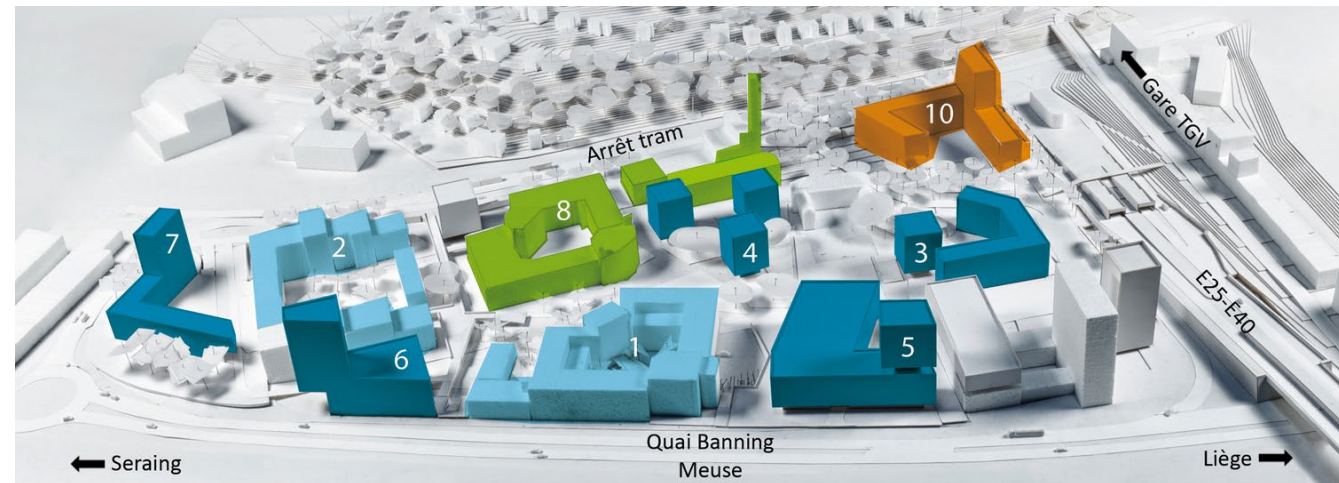 Gare TGV
10
Arrêt tram
8
7
2
4
3
E25-E40
1
5
6
Quai Banning
Seraing
Meuse
Liège